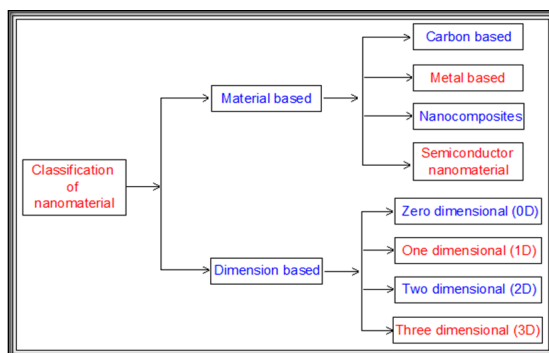 Classification
of
nanomaterial
Material based
Carbon based
Metal based
Nanocomposites
Semiconductor
nanomaterial
Dimension based
Zero dimensional (0D)
One dimensional (1D)
Two dimensional (2D)
Three dimensional (3D)